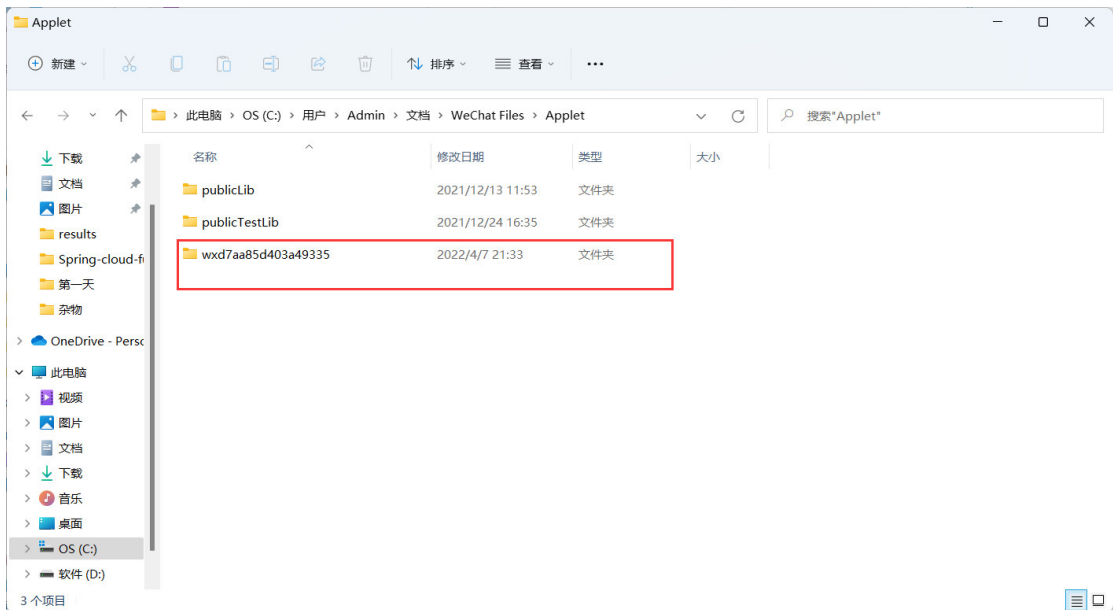 Applet
新建
排序
查看
此电脑 › OS (C:) › 用户 › Admin › 文档 › WeChat Files › Applet
搜索"Applet"
名称 修改日期 类型 大小
publicLib 2021/12/13 11:53 文件夹
publicTestLib 2021/12/24 16:35 文件夹
wxd7aa85d403a49335 2022/4/7 21:33 文件夹
下载
文档
图片
results
Spring-cloud-f
第一天
杂物
OneDrive - Perso
此电脑
视频
图片
文档
下载
音乐
桌面
OS (C:)
软件 (D:)
3 个项目